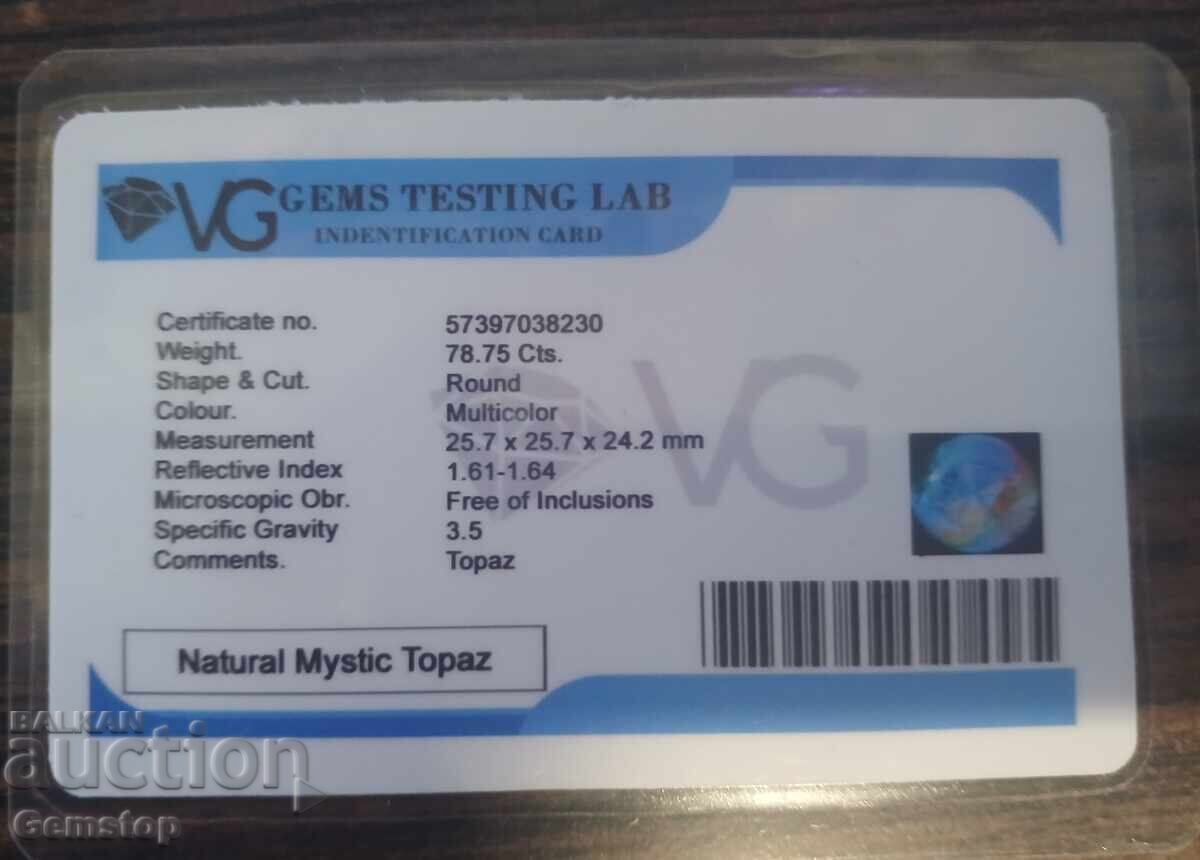 VG GEMS TESTING LAB
INDENTIFICATION CARD
Certificate no. 57397038230
Weight. 78.75 Cts.
Shape & Cut. Round
Colour. Multicolor
Measurement 25.7 x 25.7 x 24.2 mm
Reflective Index 1.61-1.64
Microscopic Obr. Free of Inclusions
Specific Gravity 3.5
Comments. Topaz
VG
Natural Mystic Topaz
BALKAN
auction
Gemstop